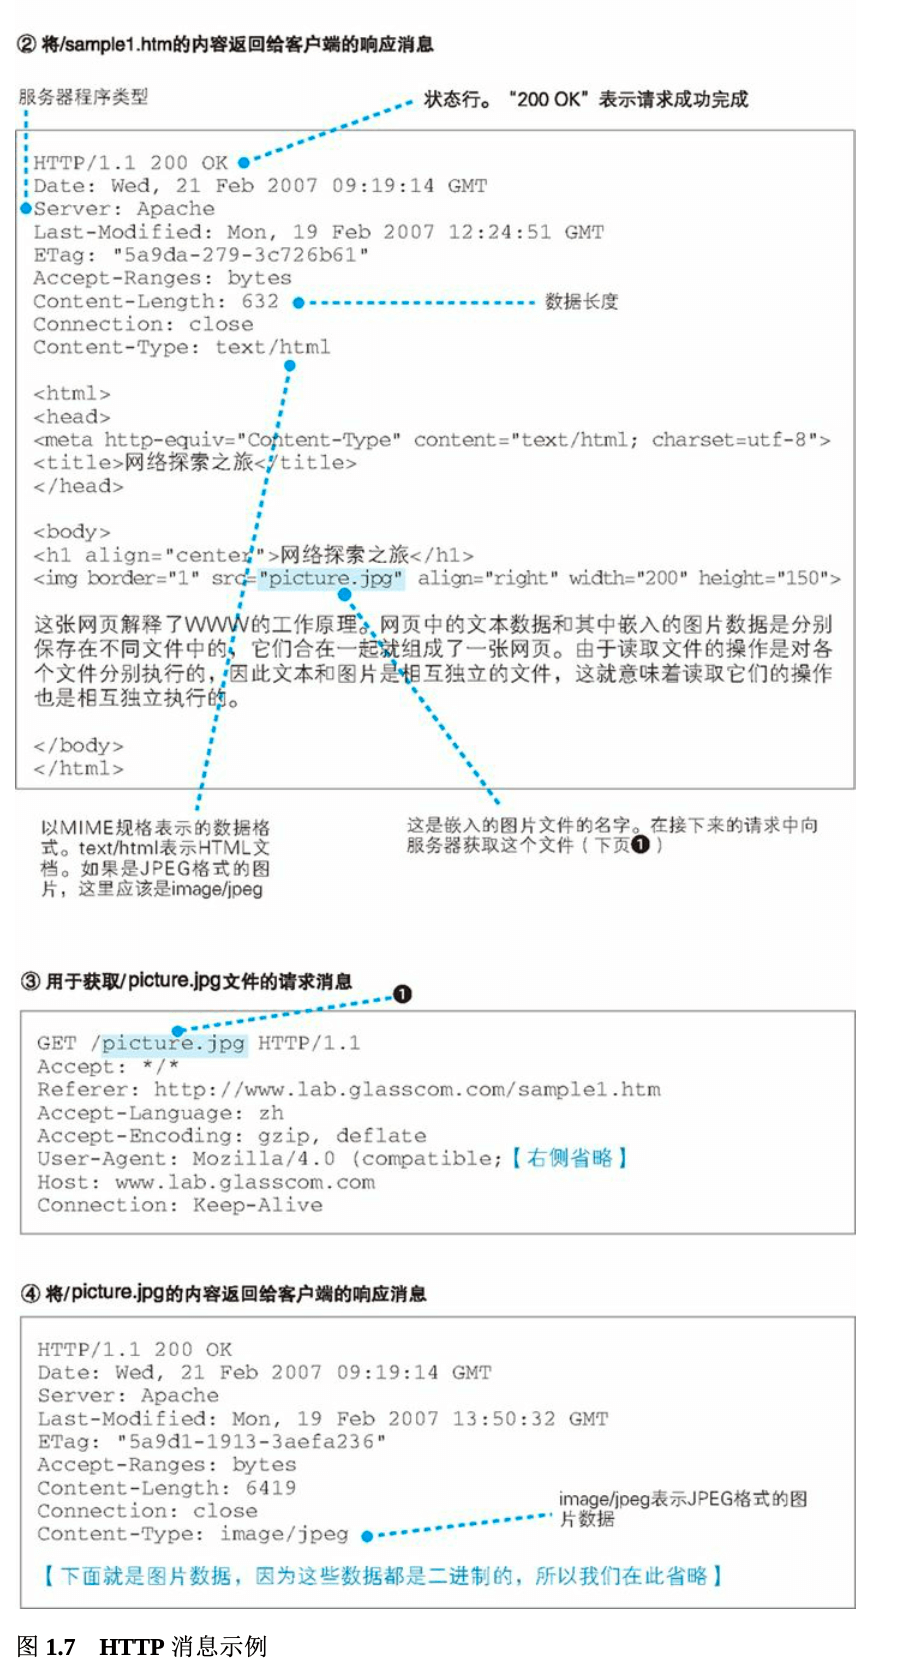 ② 将/sample1.htm的内容返回给客户端的响应消息
服务器程序类型
状态行。“200 OK”表示请求成功完成
HTTP/1.1 200 OK
Date: Wed, 21 Feb 2007 09:19:14 GMT
Server: Apache
Last-Modified: Mon, 19 Feb 2007 12:24:51 GMT
ETag: "5a9da-279-3c726b61"
Accept-Ranges: bytes
Content-Length: 632
数据长度
Connection: close
Content-Type: text/html
<html>
<head>
<meta http-equiv="Content-Type" content="text/html; charset=utf-8">
<title>网络探索之旅</title>
</head>
<body>
<h1 align="center">网络探索之旅</h1>
<img border="1" src="picture.jpg" align="right" width="200" height="150">
这张网页解释了WWW的工作原理。网页中的文本数据和其中嵌入的图片数据是分别
保存在不同文件中的，它们合在一起就组成了一张网页。由于读取文件的操作是对各
个文件分别执行的，因此文本和图片是相互独立的文件，这就意味着读取它们的操作
也是相互独立执行的。
</body>
</html>
以MIME规格表示的数据格
式。text/html表示HTML文
档。如果是JPEG格式的图
片，这里应该是image/jpeg
这是嵌入的图片文件的名字。在接下来的请求中向
服务器获取这个文件（下页❶）
③ 用于获取/picture.jpg文件的请求消息
❶
GET /picture.jpg HTTP/1.1
Accept: */*
Referer: http://www.lab.glasscom.com/sample1.htm
Accept-Language: zh
Accept-Encoding: gzip, deflate
User-Agent: Mozilla/4.0 (compatible;【右侧省略】
Host: www.lab.glasscom.com
Connection: Keep-Alive
④ 将/picture.jpg的内容返回给客户端的响应消息
HTTP/1.1 200 OK
Date: Wed, 21 Feb 2007 09:19:14 GMT
Server: Apache
Last-Modified: Mon, 19 Feb 2007 13:50:32 GMT
ETag: "5a9d1-1913-3aefa236"
Accept-Ranges: bytes
Content-Length: 6419
Connection: close
Content-Type: image/jpeg
image/jpeg表示JPEG格式的图
片数据
【下面就是图片数据，因为这些数据都是二进制的，所以我们在此省略】
图 1.7 HTTP 消息示例